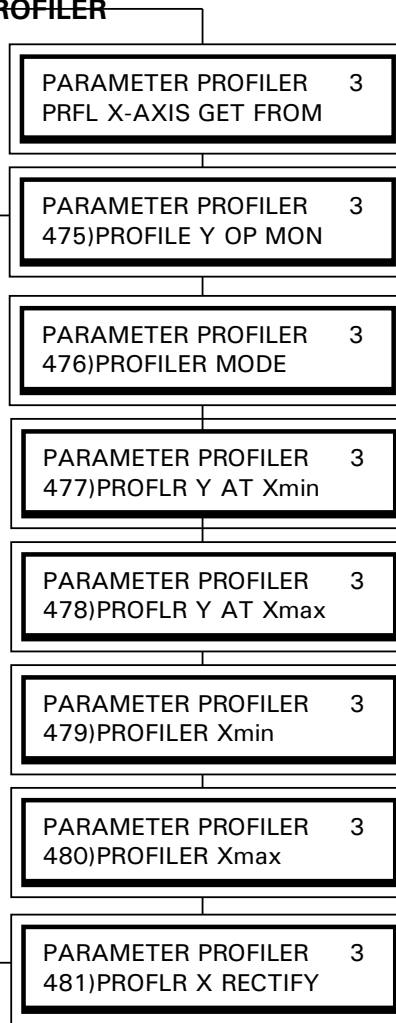 PROFILER
PARAMETER PROFILER 3
PRFL X-AXIS GET FROM
PARAMETER PROFILER 3
475)PROFILE Y OP MON
PARAMETER PROFILER 3
476)PROFILER MODE
PARAMETER PROFILER 3
477)PROFLR Y AT Xmin
PARAMETER PROFILER 3
478)PROFLR Y AT Xmax
PARAMETER PROFILER 3
479)PROFILER Xmin
PARAMETER PROFILER 3
480)PROFILER Xmax
PARAMETER PROFILER 3
481)PROFLR X RECTIFY